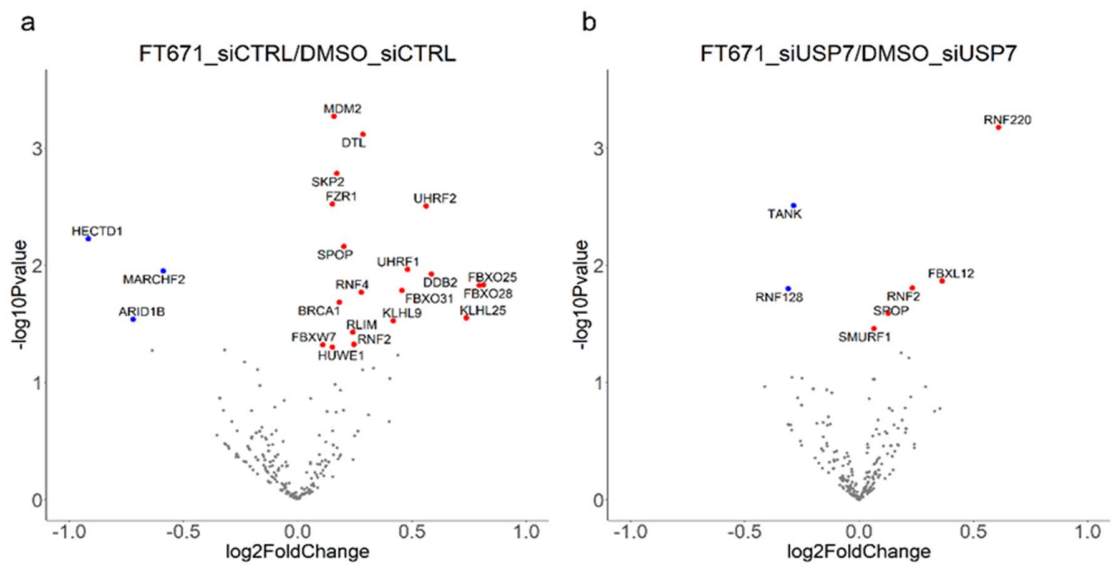 a
FT671_siCTRL/DMSO_siCTRL
-log10Pvalue
3
2
1
0
MDM2
DTL
SKP2
FZR1
UHRF2
HECTD1
SPOP
UHRF1
MARCHF2
DDB2
FBXO25
RNF4
FBXO28
FBXO31
BRCA1
ARID1B
KLHL9
KLHL25
RLIM
FBXW7
RNF2
HUWE1
-1.0
-0.5
0.0
0.5
1.0
log2FoldChange
b
FT671_siUSP7/DMSO_siUSP7
-log10Pvalue
3
2
1
0
RNF220
TANK
FBXL12
RNF128
RNF2
SPOP
SMURF1
-1.0
-0.5
0.0
0.5
1.0
log2FoldChange